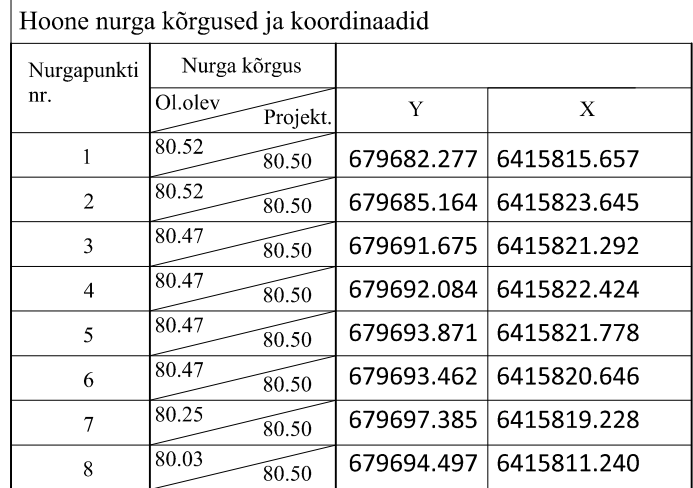 Hoone nurga kõrgused ja koordinaadid
Nurgapunkti nr. Nurga kõrgus
Ol.olev Projekt. Y X
1 80.52 80.50 679682.277 6415815.657
2 80.52 80.50 679685.164 6415823.645
3 80.47 80.50 679691.675 6415821.292
4 80.47 80.50 679692.084 6415822.424
5 80.47 80.50 679693.871 6415821.778
6 80.47 80.50 679693.462 6415820.646
7 80.25 80.50 679697.385 6415819.228
8 80.03 80.50 679694.497 6415811.240